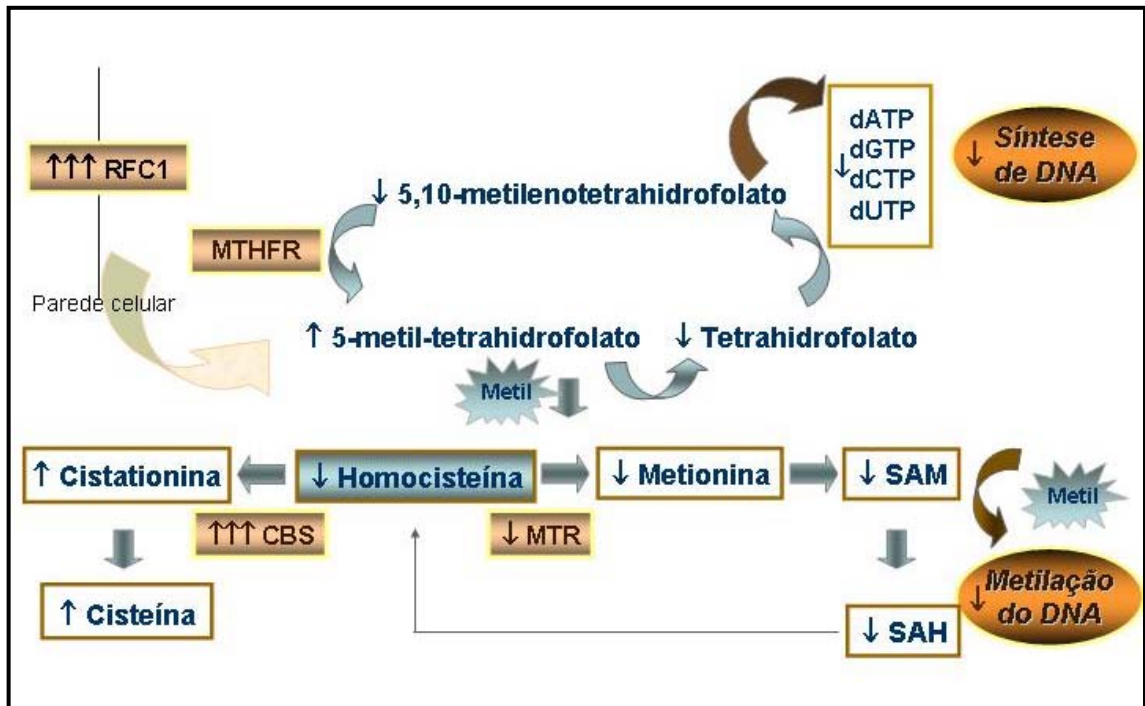 ↑↑↑ RFC1
Parede celular
MTHFR
↓ 5,10-metilenotetrahidrofolato
dATP
dGTP
↓
dCTP
dUTP
↓ Síntese
de DNA
↑ 5-metil-tetrahidrofolato
↓ Tetrahidrofolato
Metil
↑ Cistationina
↓ Homocisteína
↓ Metionina
↓ SAM
Metil
↑↑↑ CBS
↓ MTR
↑ Cisteína
↓ SAH
↓ Metilação
do DNA